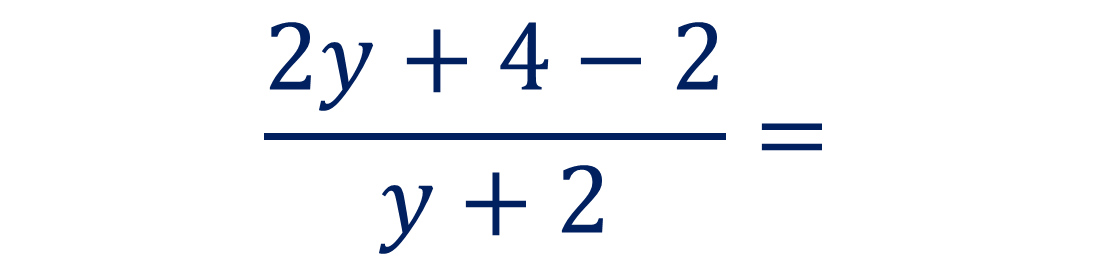 2y + 4 − 2
y + 2
=